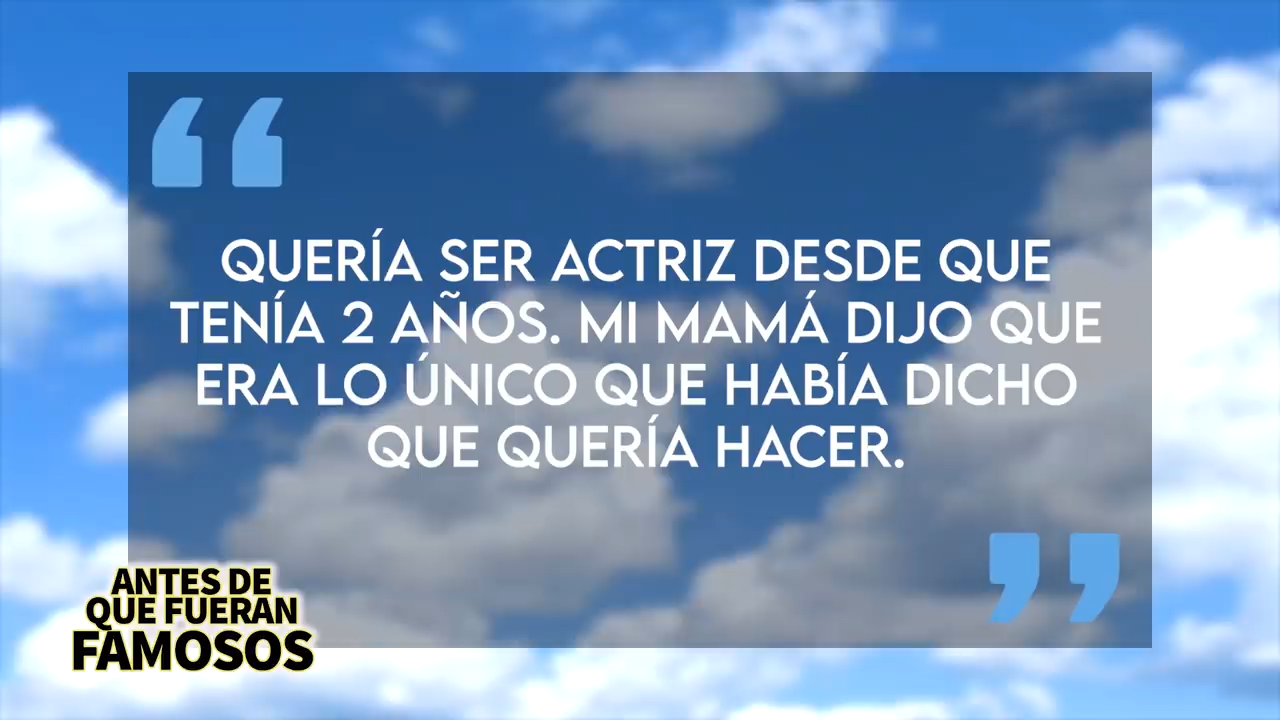 QUERÍA SER ACTRIZ DESDE QUE
TENÍA 2 AÑOS. MI MAMÁ DIJO QUE
ERA LO ÚNICO QUE HABÍA DICHO
QUE QUERÍA HACER.
ANTES DE
QUE FUERAN
FAMOSOS